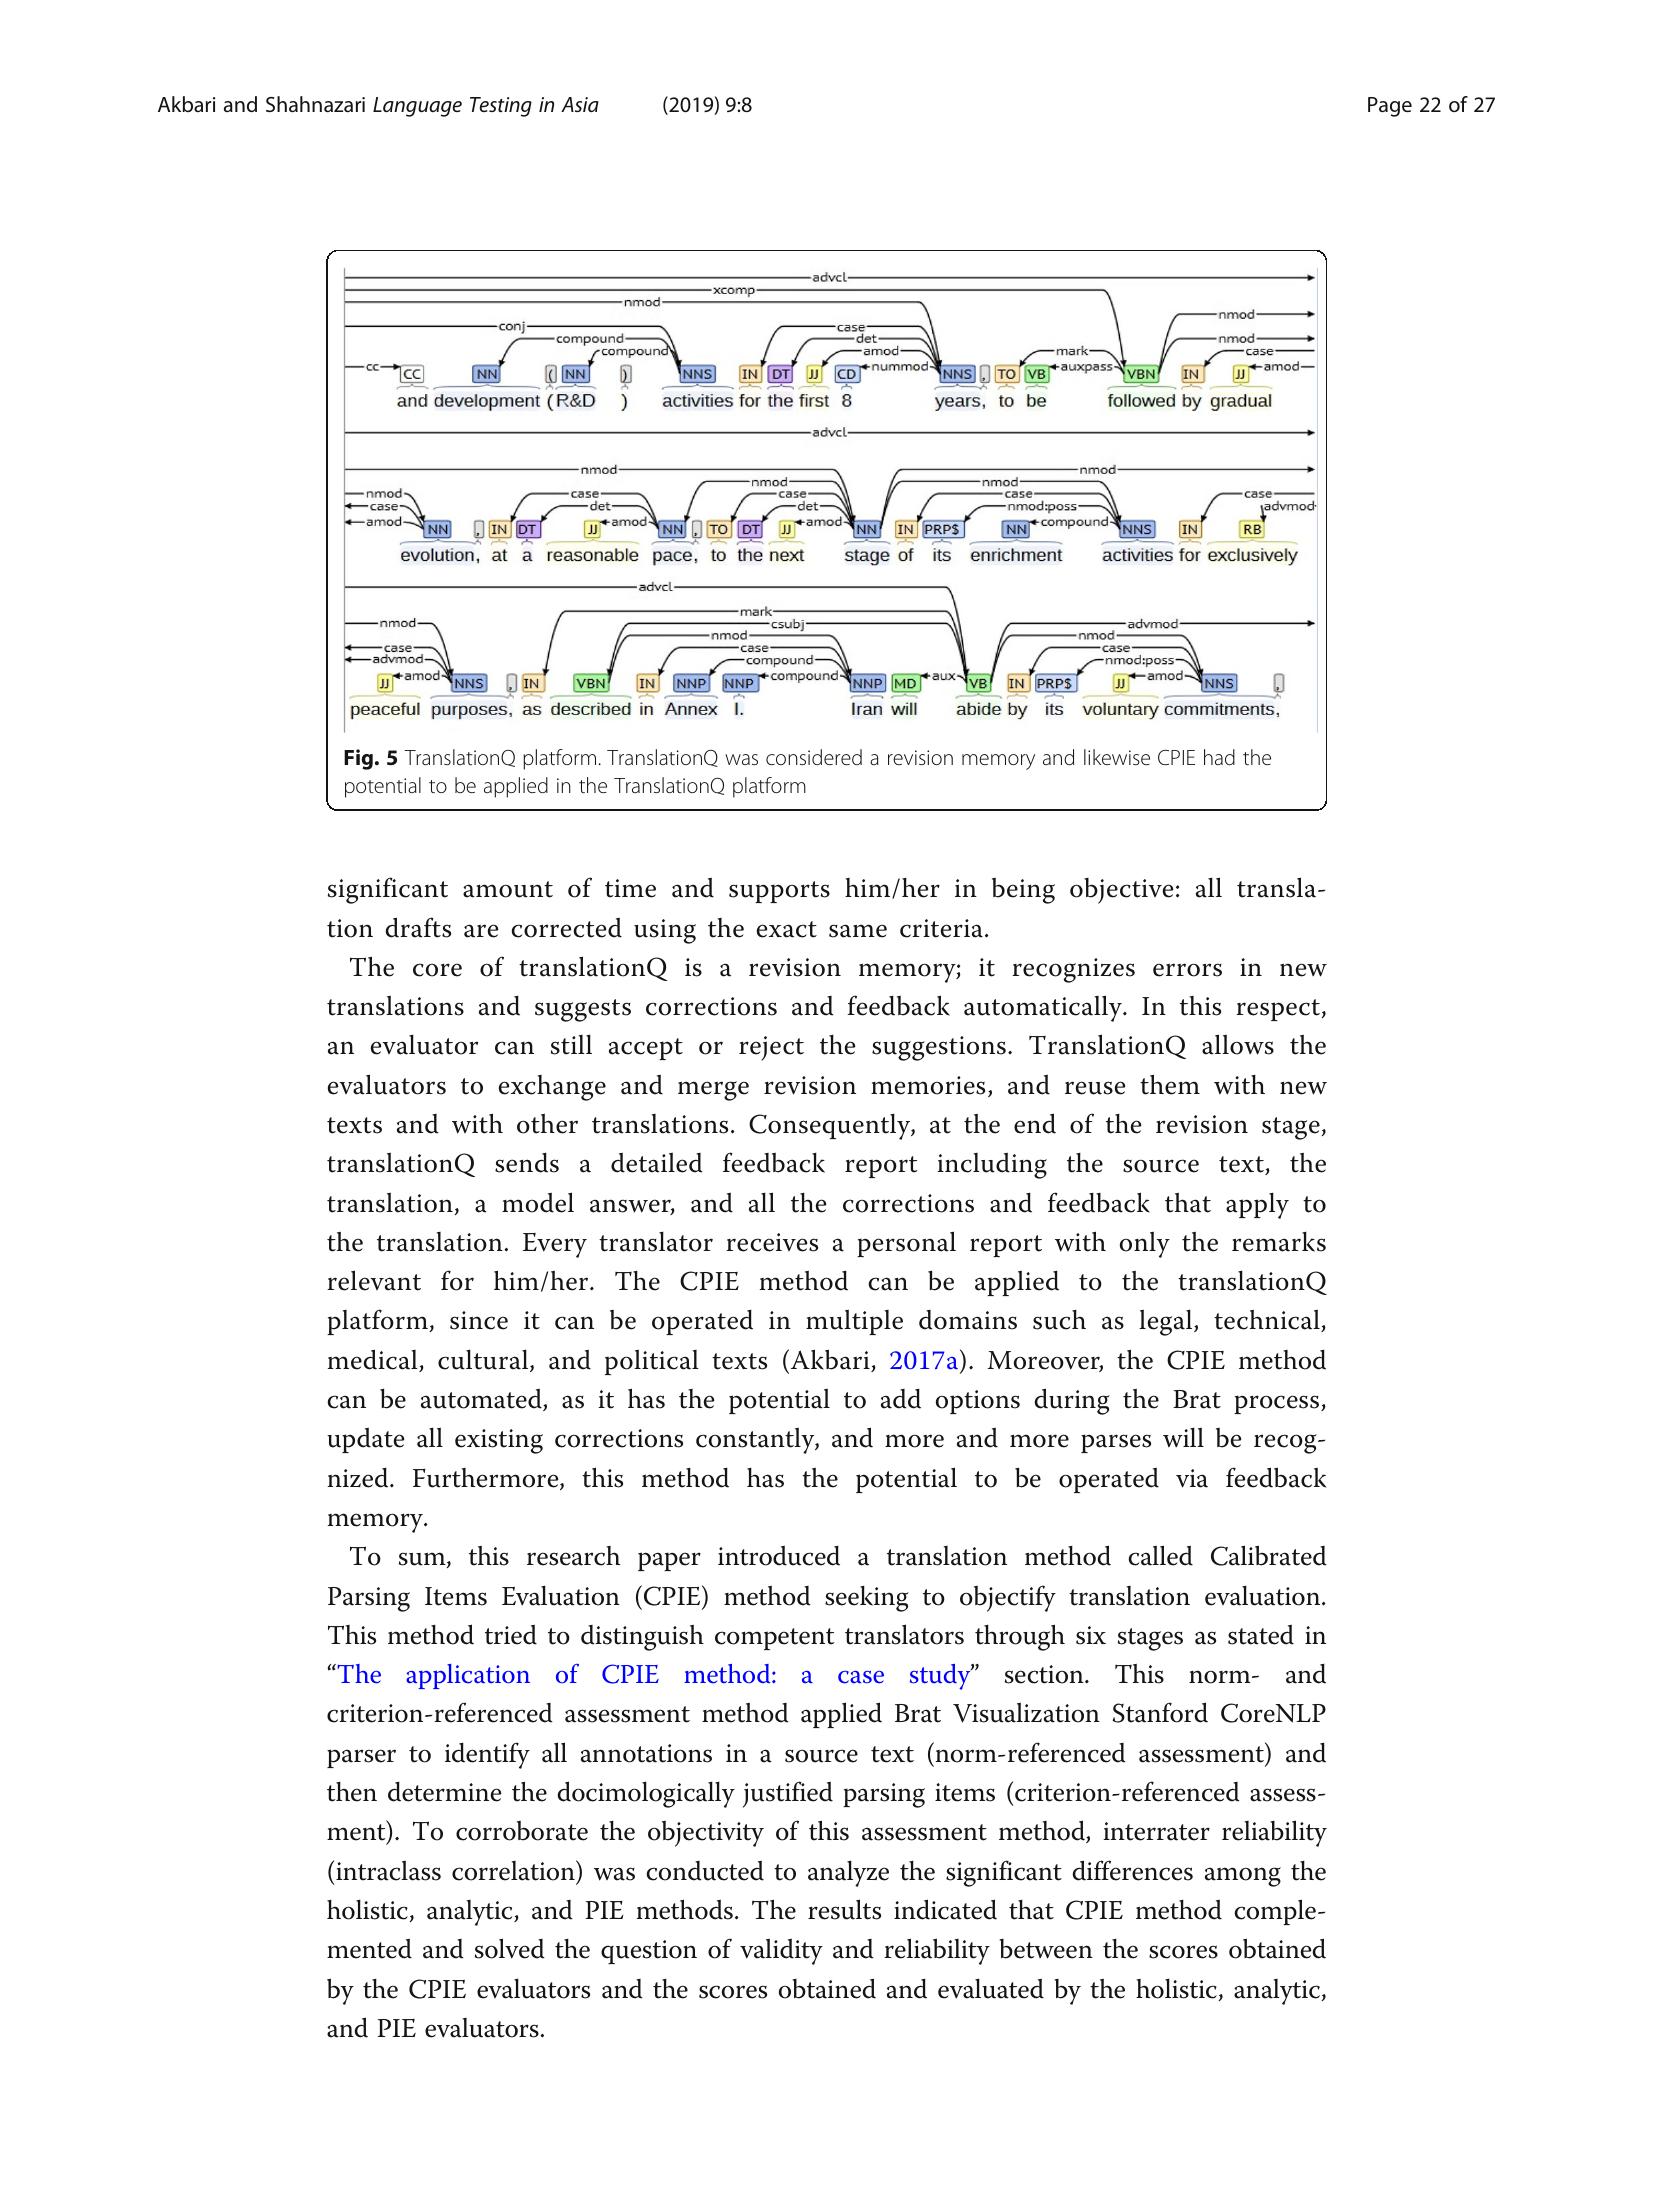 Akbari and Shahnazari Language Testing in Asia (2019) 9:8 Page 22 of 27
advcl
xcomp
nmod
nmod
conj case
compound det nmod
compound amod mark case
cc CC NN ( NN ) NNS IN DT JJ CD nummod NNS , TO VB auxpass VBN IN JJ amod
and development ( R&D ) activities for the first 8 years, to be followed by gradual
advcl
nmod nmod
nmod nmod
nmod case case case case
case det det nmod:poss advmod
amod NN , IN DT JJ amod NN , TO DT JJ amod NN IN PRP$ NN compound NNS IN RB
evolution, at a reasonable pace, to the next stage of its enrichment activities for exclusively
advcl
mark
nmod csubj advmod
nmod nmod
case case case
advmod compound nmod:poss
JJ amod NNS , IN VBN IN NNP NNP compound NNP MD aux VB IN PRP$ JJ amod NNS ,
peaceful purposes, as described in Annex I. Iran will abide by its voluntary commitments,
Fig. 5 TranslationQ platform. TranslationQ was considered a revision memory and likewise CPIE had the
potential to be applied in the TranslationQ platform
significant amount of time and supports him/her in being objective: all transla-
tion drafts are corrected using the exact same criteria.
The core of translationQ is a revision memory; it recognizes errors in new
translations and suggests corrections and feedback automatically. In this respect,
an evaluator can still accept or reject the suggestions. TranslationQ allows the
evaluators to exchange and merge revision memories, and reuse them with new
texts and with other translations. Consequently, at the end of the revision stage,
translationQ sends a detailed feedback report including the source text, the
translation, a model answer, and all the corrections and feedback that apply to
the translation. Every translator receives a personal report with only the remarks
relevant for him/her. The CPIE method can be applied to the translationQ
platform, since it can be operated in multiple domains such as legal, technical,
medical, cultural, and political texts (Akbari, 2017a). Moreover, the CPIE method
can be automated, as it has the potential to add options during the Brat process,
update all existing corrections constantly, and more and more parses will be recog-
nized. Furthermore, this method has the potential to be operated via feedback
memory.
To sum, this research paper introduced a translation method called Calibrated
Parsing Items Evaluation (CPIE) method seeking to objectify translation evaluation.
This method tried to distinguish competent translators through six stages as stated in
“The application of CPIE method: a case study” section. This norm- and
criterion-referenced assessment method applied Brat Visualization Stanford CoreNLP
parser to identify all annotations in a source text (norm-referenced assessment) and
then determine the docimologically justified parsing items (criterion-referenced assess-
ment). To corroborate the objectivity of this assessment method, interrater reliability
(intraclass correlation) was conducted to analyze the significant differences among the
holistic, analytic, and PIE methods. The results indicated that CPIE method comple-
mented and solved the question of validity and reliability between the scores obtained
by the CPIE evaluators and the scores obtained and evaluated by the holistic, analytic,
and PIE evaluators.